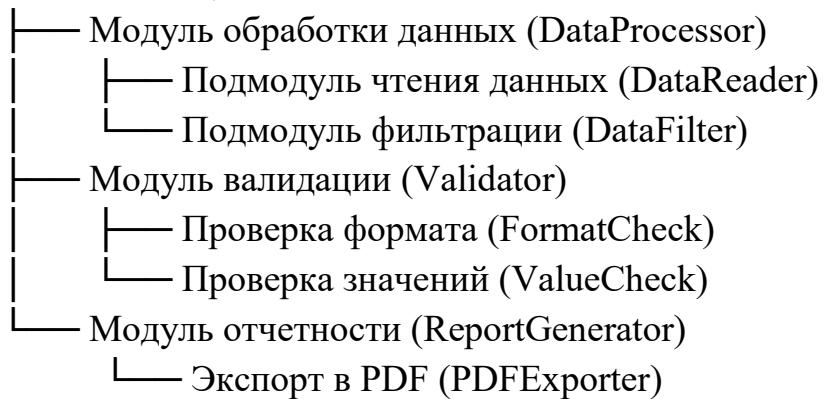 ├── Модуль обработки данных (DataProcessor)
│ ├── Подмодуль чтения данных (DataReader)
│ └── Подмодуль фильтрации (DataFilter)
├── Модуль валидации (Validator)
│ ├── Проверка формата (FormatCheck)
│ └── Проверка значений (ValueCheck)
└── Модуль отчетности (ReportGenerator)
└── Экспорт в PDF (PDFExporter)